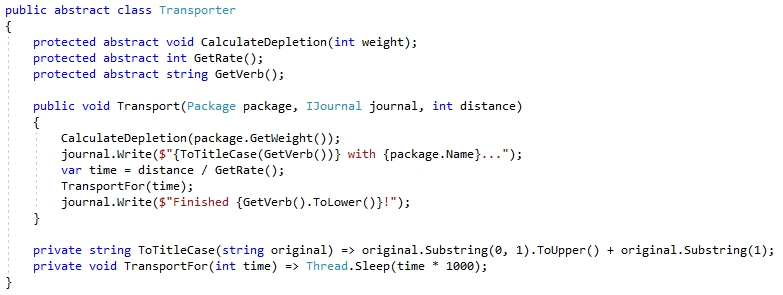 public abstract class Transporter
{
    protected abstract void CalculateDepletion(int weight);
    protected abstract int GetRate();
    protected abstract string GetVerb();

    public void Transport(Package package, IJournal journal, int distance)
    {
        CalculateDepletion(package.GetWeight());
        journal.Write($"{ToTitleCase(GetVerb())} with {package.Name}...");
        var time = distance / GetRate();
        TransportFor(time);
        journal.Write($"Finished {GetVerb().ToLower()}!");
    }

    private string ToTitleCase(string original) => original.Substring(0, 1).ToUpper() + original.Substring(1);
    private void TransportFor(int time) => Thread.Sleep(time * 1000);
}